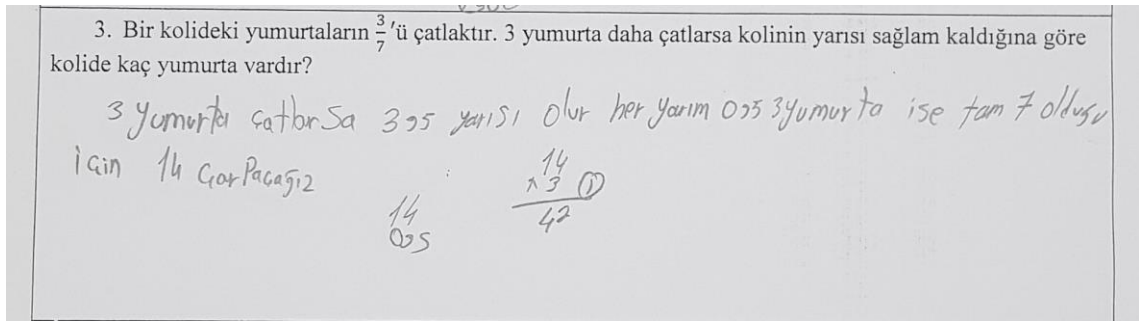 3. Bir kolideki yumurtaların 3/7'ü çatlaktır. 3 yumurta daha çatlarsa kolinin yarısı sağlam kaldığına göre
kolide kaç yumurta vardır?
3 yumurta çatlarsa 3,5 yarısı olur her yarım 0,5 3 yumurta ise tam 7 olduğu
için 14 çarpacağız
14
x 3 ①
42
14
0,5